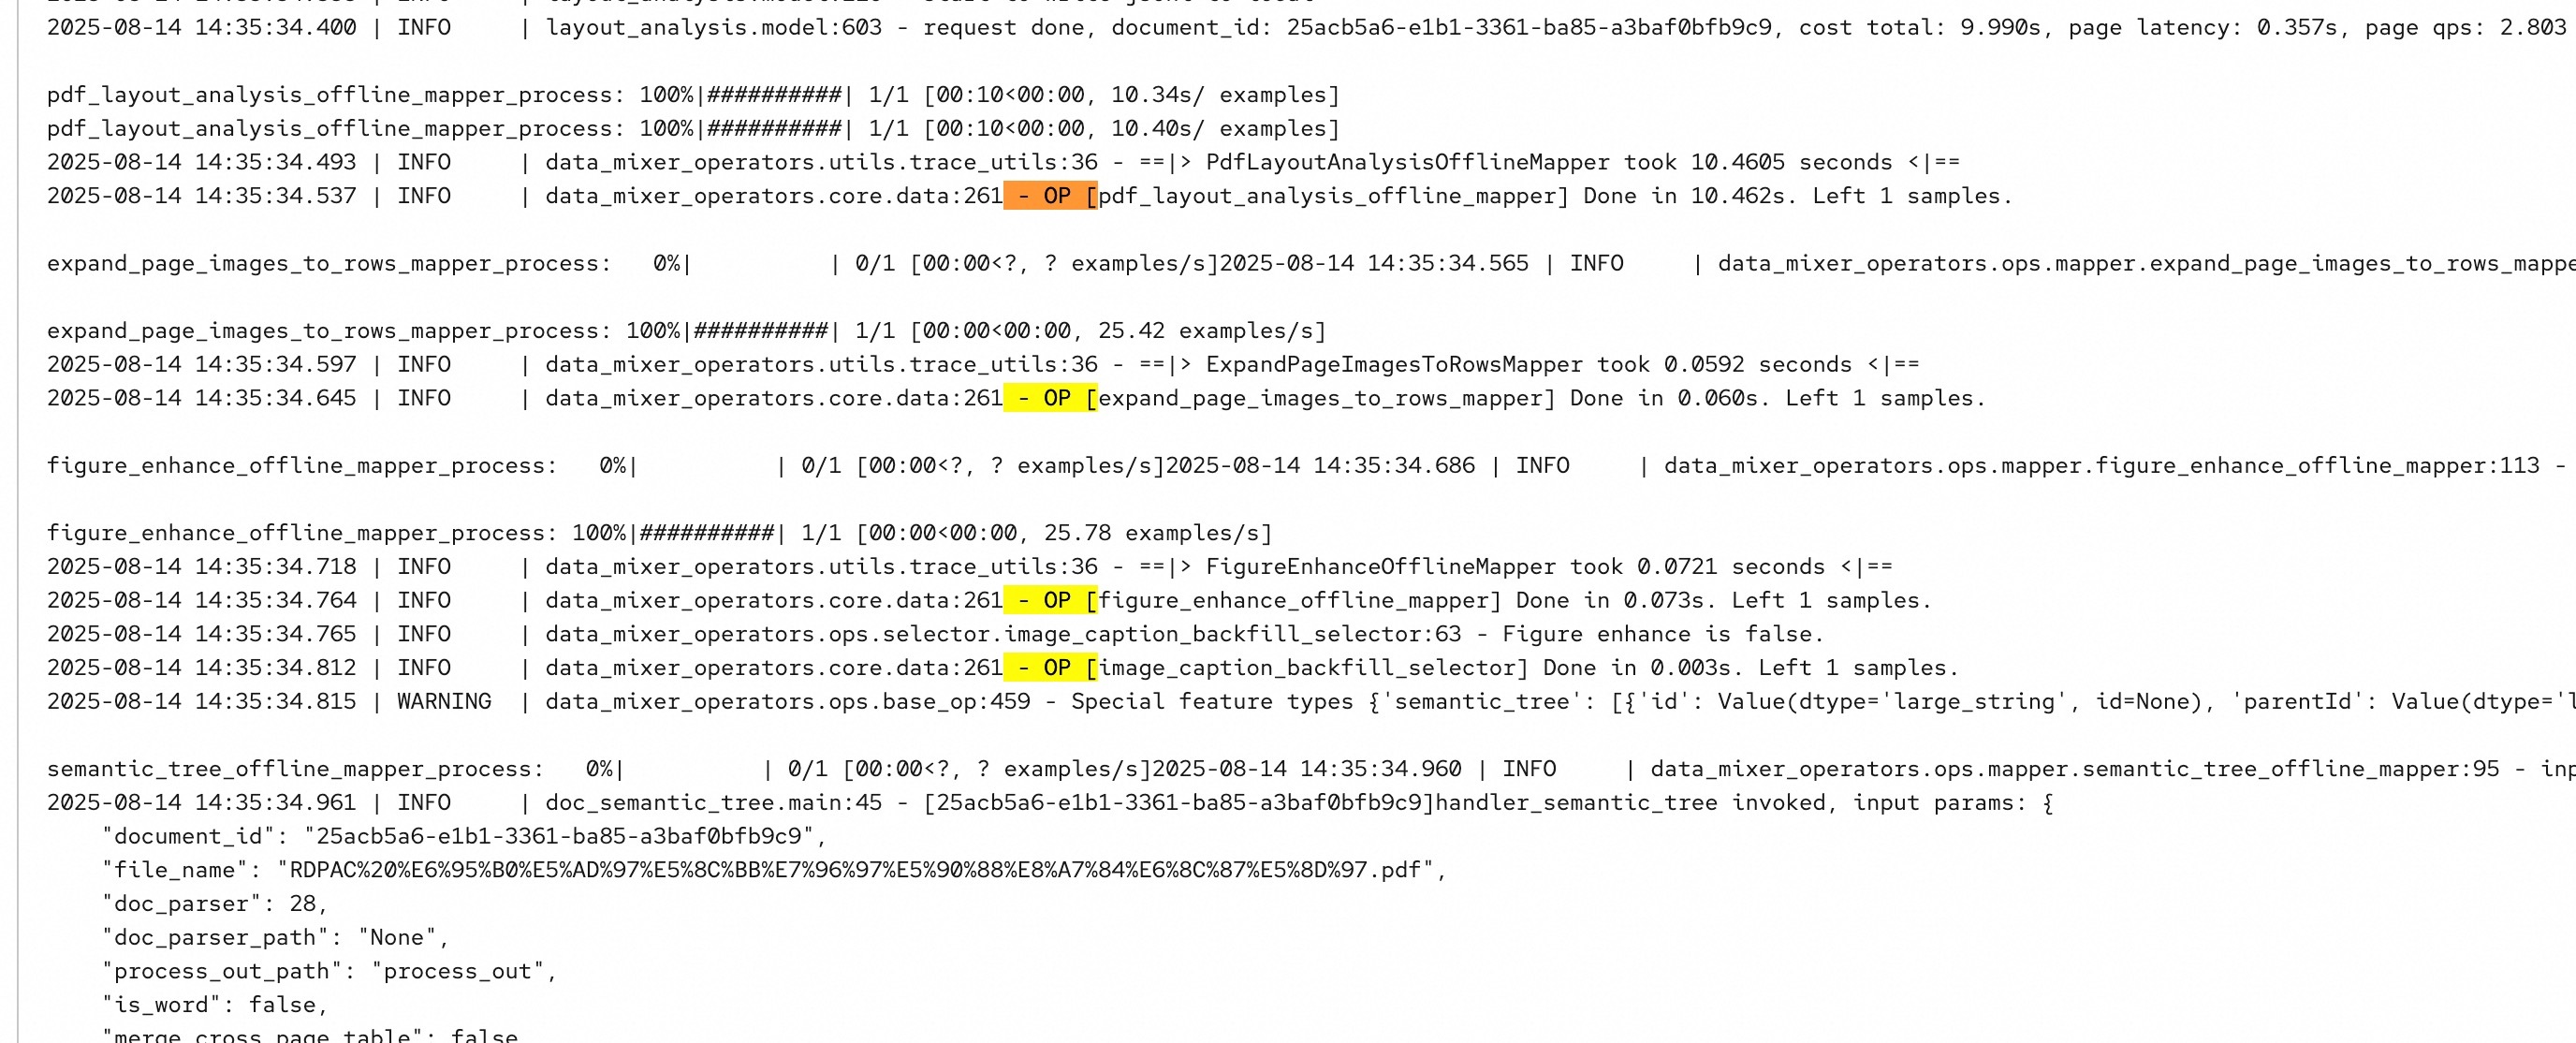 2025-08-14 14:35:34.400 | INFO     | layout_analysis.model:603 - request done, document_id: 25acb5a6-e1b1-3361-ba85-a3baf0bfb9c9, cost total: 9.990s, page latency: 0.357s, page qps: 2.803
pdf_layout_analysis_offline_mapper_process: 100%|##########| 1/1 [00:10<00:00, 10.34s/ examples]
pdf_layout_analysis_offline_mapper_process: 100%|##########| 1/1 [00:10<00:00, 10.40s/ examples]
2025-08-14 14:35:34.493 | INFO     | data_mixer_operators.utils.trace_utils:36 - ==|> PdfLayoutAnalysisOfflineMapper took 10.4605 seconds <|==
2025-08-14 14:35:34.537 | INFO     | data_mixer_operators.core.data:261 - OP [pdf_layout_analysis_offline_mapper] Done in 10.462s. Left 1 samples.
expand_page_images_to_rows_mapper_process:   0%|          | 0/1 [00:00<?, ? examples/s]2025-08-14 14:35:34.565 | INFO     | data_mixer_operators.ops.mapper.expand_page_images_to_rows_mappe
expand_page_images_to_rows_mapper_process: 100%|##########| 1/1 [00:00<00:00, 25.42 examples/s]
2025-08-14 14:35:34.597 | INFO     | data_mixer_operators.utils.trace_utils:36 - ==|> ExpandPageImagesToRowsMapper took 0.0592 seconds <|==
2025-08-14 14:35:34.645 | INFO     | data_mixer_operators.core.data:261 - OP [expand_page_images_to_rows_mapper] Done in 0.060s. Left 1 samples.
figure_enhance_offline_mapper_process:   0%|          | 0/1 [00:00<?, ? examples/s]2025-08-14 14:35:34.686 | INFO     | data_mixer_operators.ops.mapper.figure_enhance_offline_mapper:113 -
figure_enhance_offline_mapper_process: 100%|##########| 1/1 [00:00<00:00, 25.78 examples/s]
2025-08-14 14:35:34.718 | INFO     | data_mixer_operators.utils.trace_utils:36 - ==|> FigureEnhanceOfflineMapper took 0.0721 seconds <|==
2025-08-14 14:35:34.764 | INFO     | data_mixer_operators.core.data:261 - OP [figure_enhance_offline_mapper] Done in 0.073s. Left 1 samples.
2025-08-14 14:35:34.765 | INFO     | data_mixer_operators.ops.selector.image_caption_backfill_selector:63 - Figure enhance is false.
2025-08-14 14:35:34.812 | INFO     | data_mixer_operators.core.data:261 - OP [image_caption_backfill_selector] Done in 0.003s. Left 1 samples.
2025-08-14 14:35:34.815 | WARNING  | data_mixer_operators.ops.base_op:459 - Special feature types {'semantic_tree': [{'id': Value(dtype='large_string', id=None), 'parentId': Value(dtype='l
semantic_tree_offline_mapper_process:   0%|          | 0/1 [00:00<?, ? examples/s]2025-08-14 14:35:34.960 | INFO     | data_mixer_operators.ops.mapper.semantic_tree_offline_mapper:95 - inp
2025-08-14 14:35:34.961 | INFO     | doc_semantic_tree.main:45 - [25acb5a6-e1b1-3361-ba85-a3baf0bfb9c9]handler_semantic_tree invoked, input params: {
    "document_id": "25acb5a6-e1b1-3361-ba85-a3baf0bfb9c9",
    "file_name": "RDPAC%20%E6%95%B0%E5%AD%97%E5%8C%BB%E7%96%97%E5%90%88%E8%A7%84%E6%8C%87%E5%8D%97.pdf",
    "doc_parser": 28,
    "doc_parser_path": "None",
    "process_out_path": "process_out",
    "is_word": false,
    "merge_cross_page_table": false